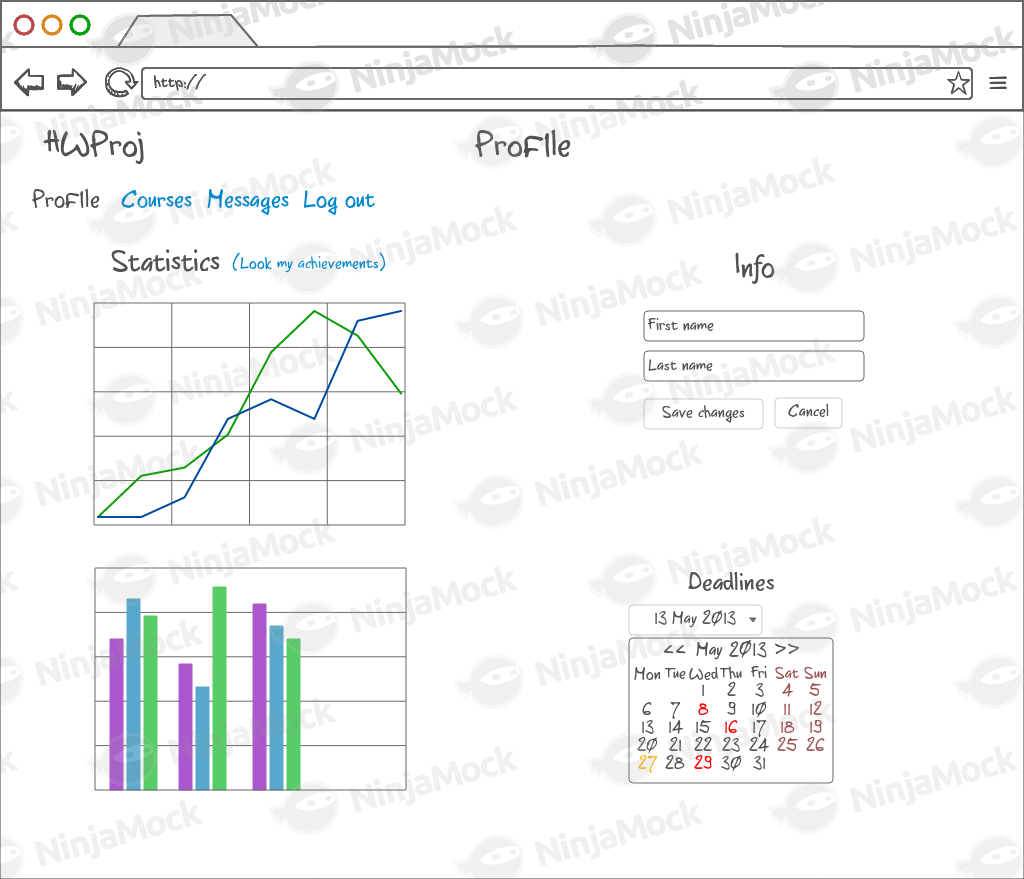 http://
HWProj
Profile
Profile Courses Messages Log out
Statistics (Look my achievements)
Info
First name
Last name
Save changes Cancel
Deadlines
13 May 2013
<< May 2013 >>
Mon Tue Wed Thu Fri Sat Sun
1 2 3 4 5
6 7 8 9 10 11 12
13 14 15 16 17 18 19
20 21 22 23 24 25 26
27 28 29 30 31
NinjaMock